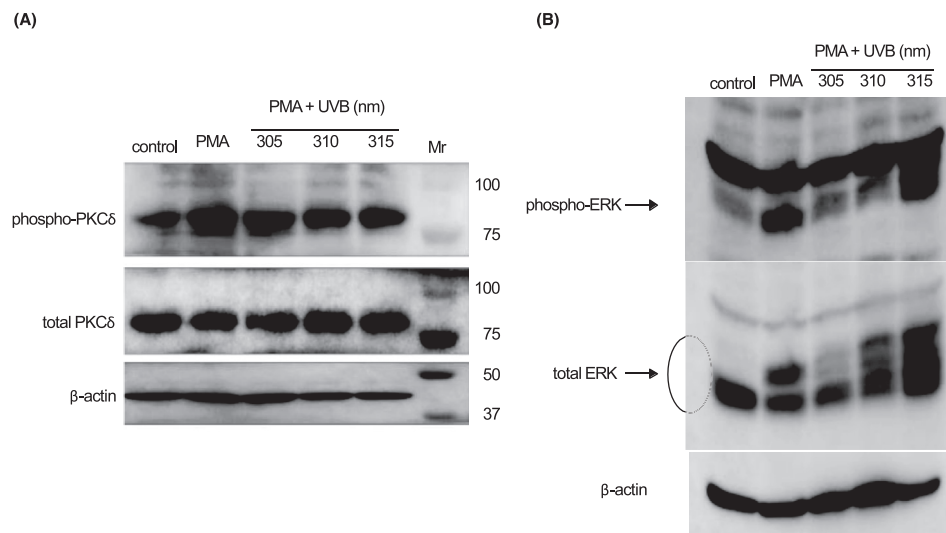 (A)
PMA + UVB (nm)
control PMA 305 310 315 Mr
phospho-PKCδ
100
75
total PKCδ
100
75
β-actin
50
37
(B)
PMA + UVB (nm)
control PMA 305 310 315
phospho-ERK
total ERK
β-actin